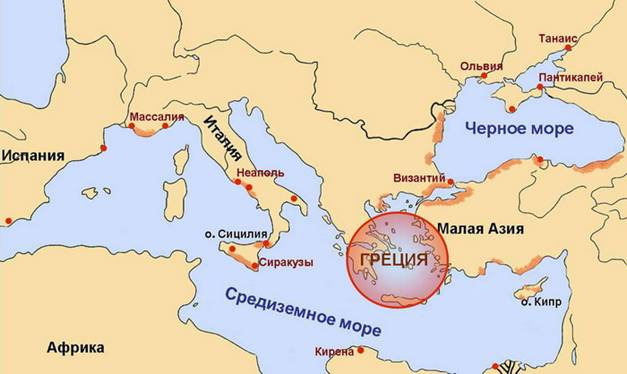 Танаис
Ольвия
Пантикапей
Массалия
Италия
Черное море
Испания
Неаполь
Византий
о. Сицилия
Малая Азия
Сиракузы
ГРЕЦИЯ
Средиземное море
о. Кипр
Африка
Кирена